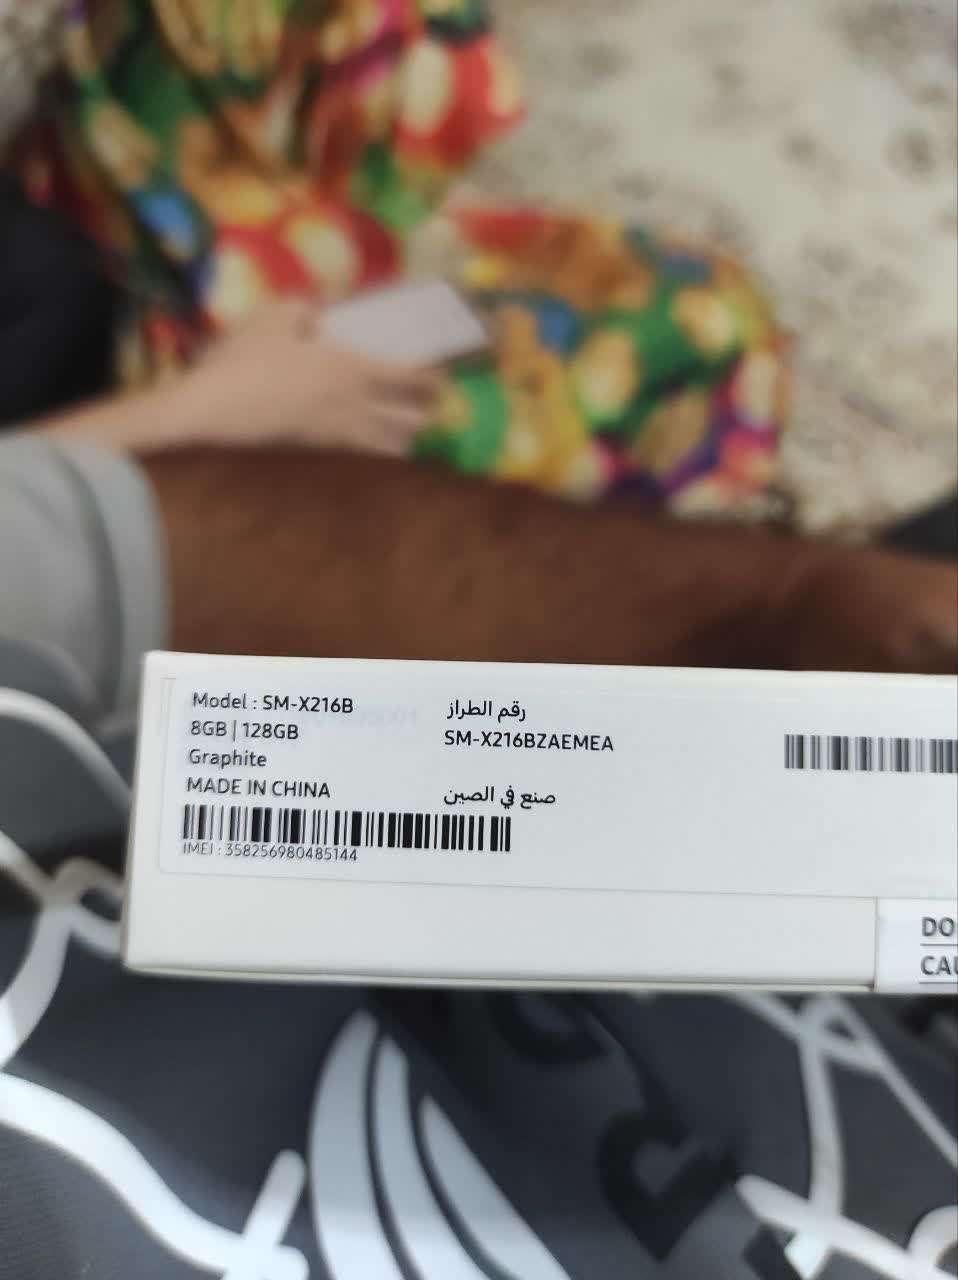 Model : SM-X216B
8GB | 128GB
Graphite
MADE IN CHINA
IMEI : 358256980485144
رقم الطراز
SM-X216BZAEMEA
صنع في الصين
DO
CAU